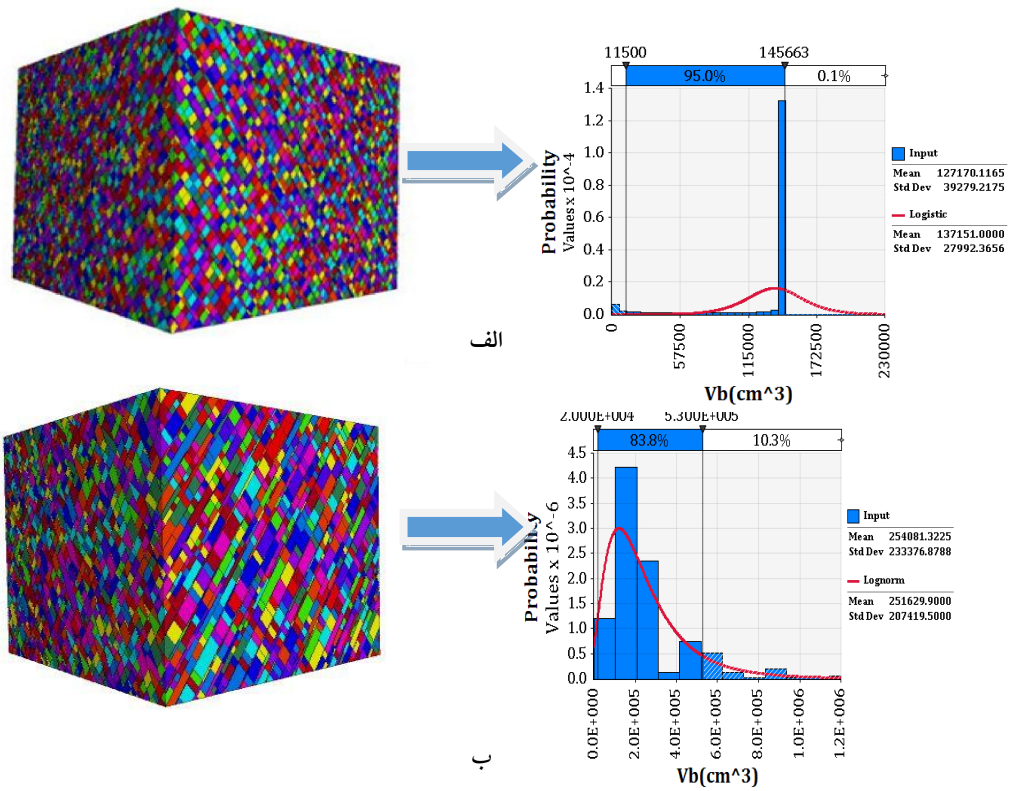 11500 145663
95.0% 0.1%
1.4
1.2
1.0
0.8
0.6
0.4
0.2
0.0
0
57500
115000
172500
230000
Probability
Values x 10^-4
Vb(cm^3)
Input
Mean 127170.1165
Std Dev 39279.2175
Logistic
Mean 137151.0000
Std Dev 27992.3656
الف
2.000E+004 5.300E+005
83.8% 10.3%
4.5
4.0
3.5
3.0
2.5
2.0
1.5
1.0
0.5
0.0
0.0E+000
2.0E+005
4.0E+005
6.0E+005
8.0E+005
1.0E+006
1.2E+006
Probability
Values x 10^-6
Vb(cm^3)
Input
Mean 254081.3225
Std Dev 233376.8788
Lognorm
Mean 251629.9000
Std Dev 207419.5000
ب